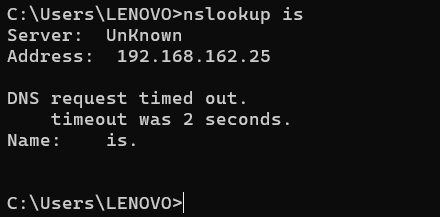 C:\Users\LENOVO>nslookup is
Server:  UnKnown
Address:  192.168.162.25
DNS request timed out.
    timeout was 2 seconds.
Name:    is.
C:\Users\LENOVO>